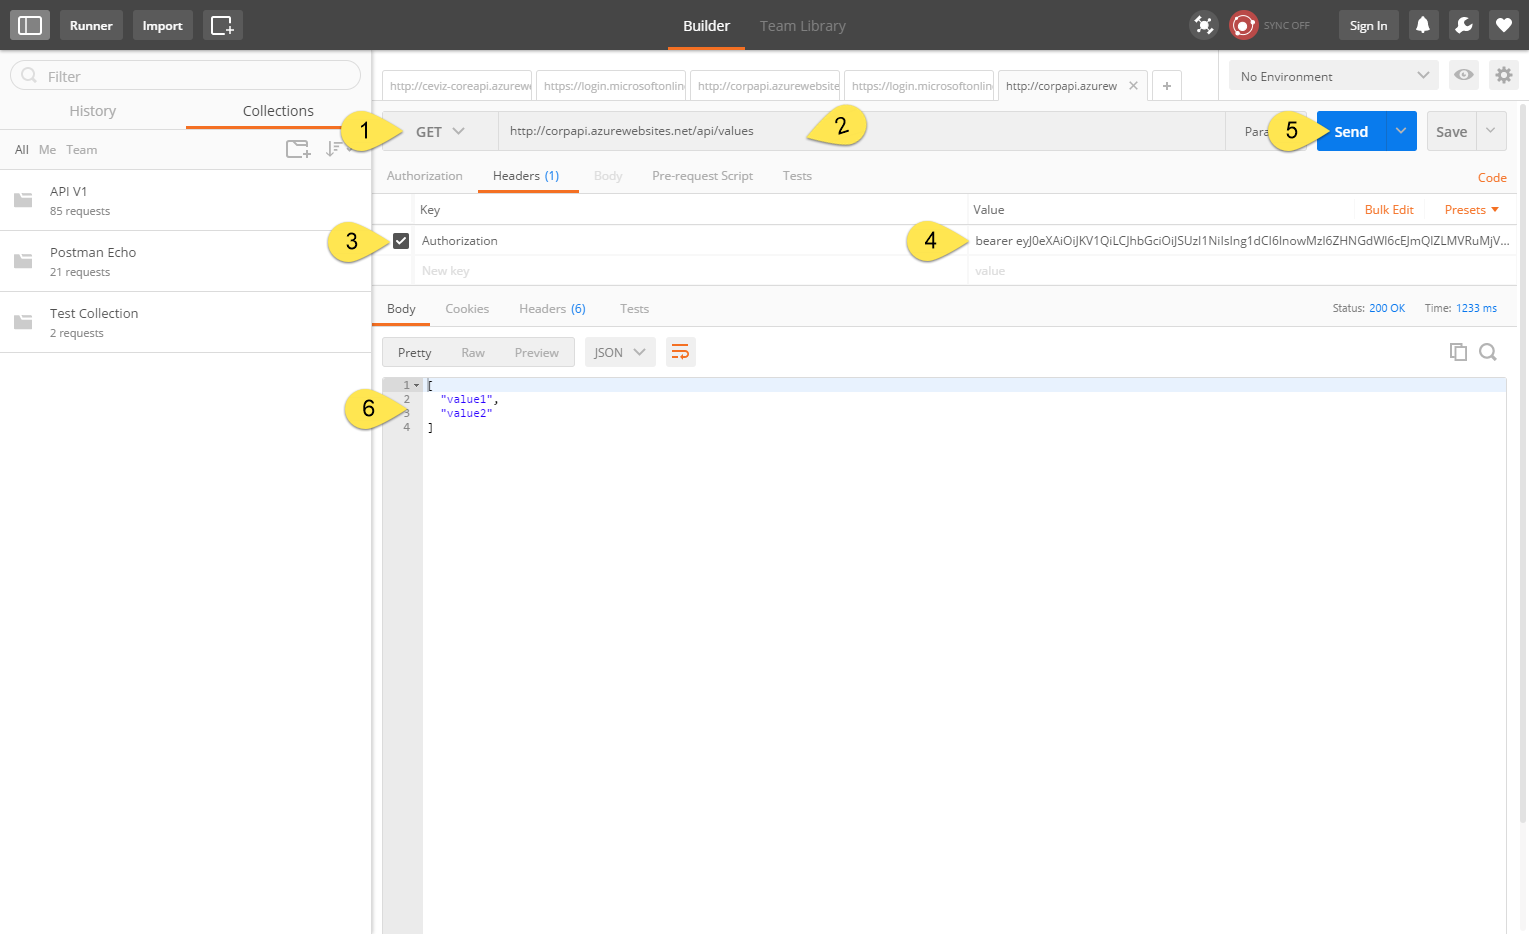 Runner
Import
Builder
Team Library
SYNC OFF
Sign In
Filter
History
Collections
All Me Team
API V1
85 requests
Postman Echo
21 requests
Test Collection
2 requests
http://ceviz-coreapi.azurew
https://login.microsoftonlin
http://corpapi.azurewebsite
https://login.microsoftonlin
http://corpapi.azurew
No Environment
1
GET
http://corpapi.azurewebsites.net/api/values
2
Para
5
Send
Save
Authorization
Headers (1)
Body
Pre-request Script
Tests
Code
Key
Value
Bulk Edit
Presets
3
Authorization
4
bearer
New key
value
Body
Cookies
Headers (6)
Tests
Status: 200 OK
Time: 1233 ms
Pretty
Raw
Preview
JSON
1 [
2 "value1",
6
3 "value2"
4 ]